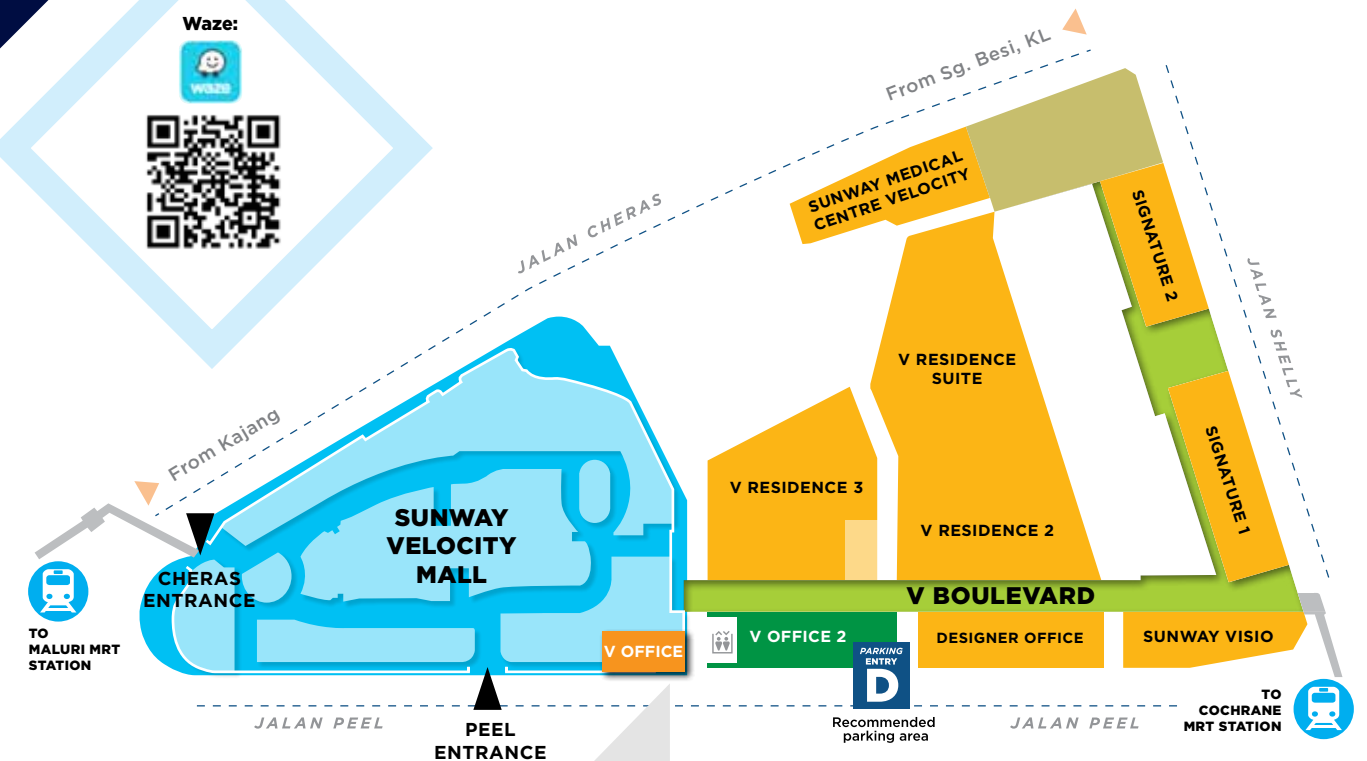 Waze:
waze
From Sg. Besi, KL
JALAN CHERAS
SUNWAY MEDICAL
CENTRE VELOCITY
SIGNATURE 2
JALAN SHELLY
V RESIDENCE
SUITE
From Kajang
V RESIDENCE 3
SIGNATURE 1
SUNWAY
VELOCITY
MALL
V RESIDENCE 2
CHERAS
ENTRANCE
V BOULEVARD
TO
MALURI MRT
STATION
V OFFICE
V OFFICE 2
DESIGNER OFFICE
SUNWAY VISIO
PARKING
ENTRY
D
Recommended
parking area
JALAN PEEL
PEEL
ENTRANCE
JALAN PEEL
TO
COCHRANE
MRT STATION